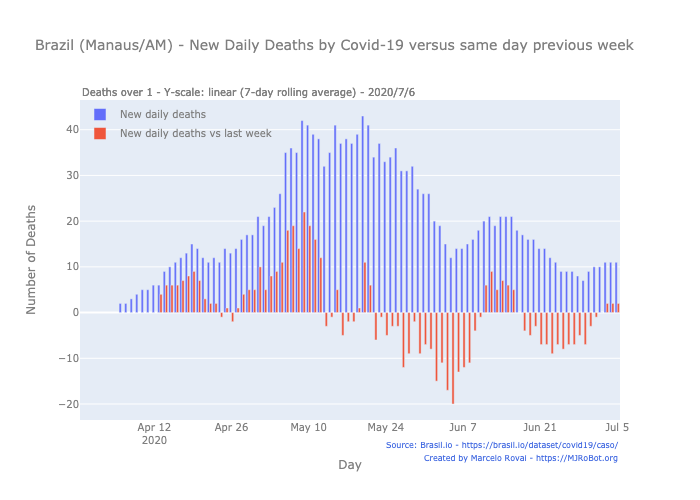 Brazil (Manaus/AM) - New Daily Deaths by Covid-19 versus same day previous week
Deaths over 1 - Y-scale: linear (7-day rolling average) - 2020/7/6
New daily deaths
New daily deaths vs last week
40
30
20
10
0
−10
−20
Number of Deaths
Apr 12
2020
Apr 26
May 10
May 24
Jun 7
Jun 21
Jul 5
Day
Source: Brasil.io - https://brasil.io/dataset/covid19/caso/
Created by Marcelo Rovai - https://MJRoBot.org